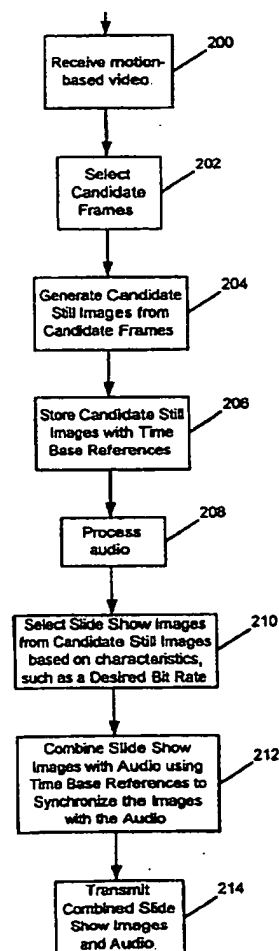 200
Receive motion-
based video.
202
Select
Candidate
Frames
204
Generate Candidate
Still Images from
Candidate Frames
206
Store Candidate Still
Images with Time
Base References
208
Process
audio
210
Select Slide Show Images
from Candidate Still Images
based on characteristics,
such as a Desired Bit Rate
212
Combine Slide Show
Images with Audio using
Time Base References to
Synchronize the Images
with the Audio
214
Transmit
Combined Slide
Show Images
and Audio